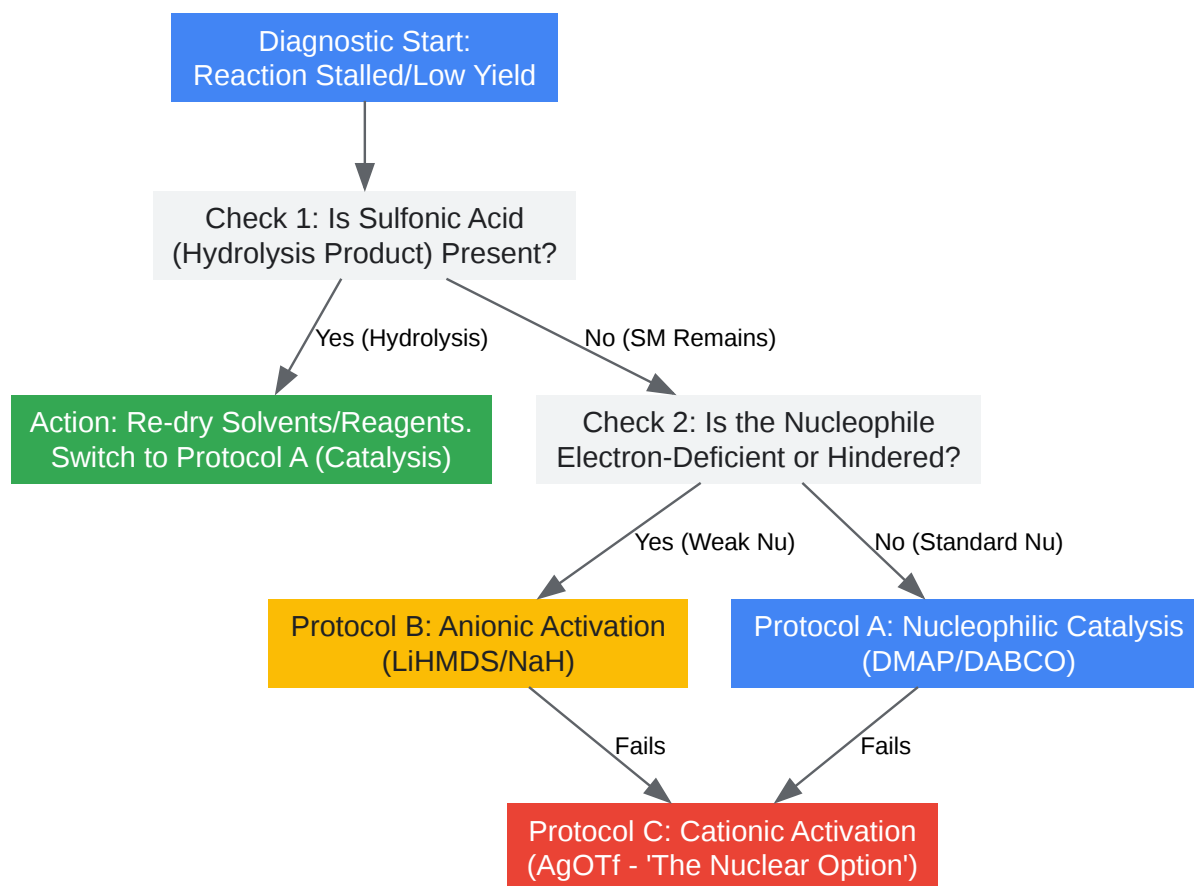 Diagnostic Start:
Reaction Stalled/Low Yield
Check 1: Is Sulfonic Acid
(Hydrolysis Product) Present?
Yes (Hydrolysis)
No (SM Remains)
Action: Re-dry Solvents/Reagents.
Switch to Protocol A (Catalysis)
Check 2: Is the Nucleophile
Electron-Deficient or Hindered?
Yes (Weak Nu)
No (Standard Nu)
Protocol B: Anionic Activation
(LiHMDS/NaH)
Protocol A: Nucleophilic Catalysis
(DMAP/DABCO)
Fails
Fails
Protocol C: Cationic Activation
(AgOTf - 'The Nuclear Option')